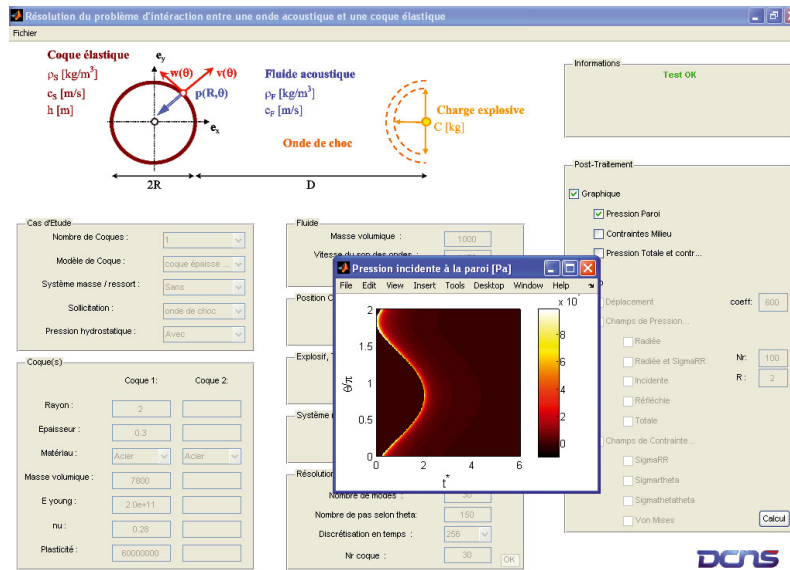 Résolution du problème d'intéraction entre une onde acoustique et une coque élastique
Fichier
Coque élastique
ρS [kg/m³]
cS [m/s]
h [m]
ey
w(θ)
v(θ)
p(R,θ)
ex
Fluide acoustique
ρF [kg/m³]
cF [m/s]
Onde de choc
Charge explosive
C [kg]
2R
D
Informations
Test OK
Post-Traitement
Graphique
Pression Paroi
Contraintes Milieu
Pression Totale et contr...
Déplacement
coeff:
600
Champs de Pression...
Radiée
Radiée et SigmaRR
Nr:
100
Incidente
R :
2
Réfléchie
Totale
Champs de Contrainte...
SigmaRR
Sigmartheta
Sigmathetatheta
Von Mises
Calcul
Cas d'Etude
Nombre de Coques :
1
Modèle de Coque :
coque épaisse ...
Système masse / ressort :
Sans
Sollicitation :
onde de choc
Pression hydrostatique :
Avec
Coque(s)
Coque 1:
Coque 2:
Rayon :
2
Epaisseur :
0.3
Matériau :
Acier
Acier
Masse volumique :
7800
E young :
2.0e+11
nu :
0.28
Plasticité :
60000000
Fluide
Masse volumique :
1000
Vitesse du son des ondes :
Position C
Explosif, T
Système
Résolution
Nombre de modes :
30
Nombre de pas selon theta:
150
Discrétisation en temps :
256
Nr coque :
30
OK
Pression incidente à la paroi [Pa]
File Edit View Insert Tools Desktop Window Help
x 10
2
1.5
1
0.5
0
θ/π
0 2 4 6
t*
8
6
4
2
0
DCNS